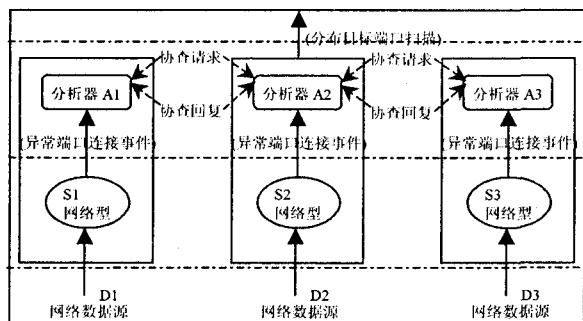 (分布目标端口扫描)
协查请求
协查请求
分析器 A1
分析器 A2
分析器 A3
协查回复
协查回复
(异常端口连接事件)
(异常端口连接事件)
(异常端口连接事件)
S1
网络型
S2
网络型
S3
网络型
D1
网络数据源
D2
网络数据源
D3
网络数据源